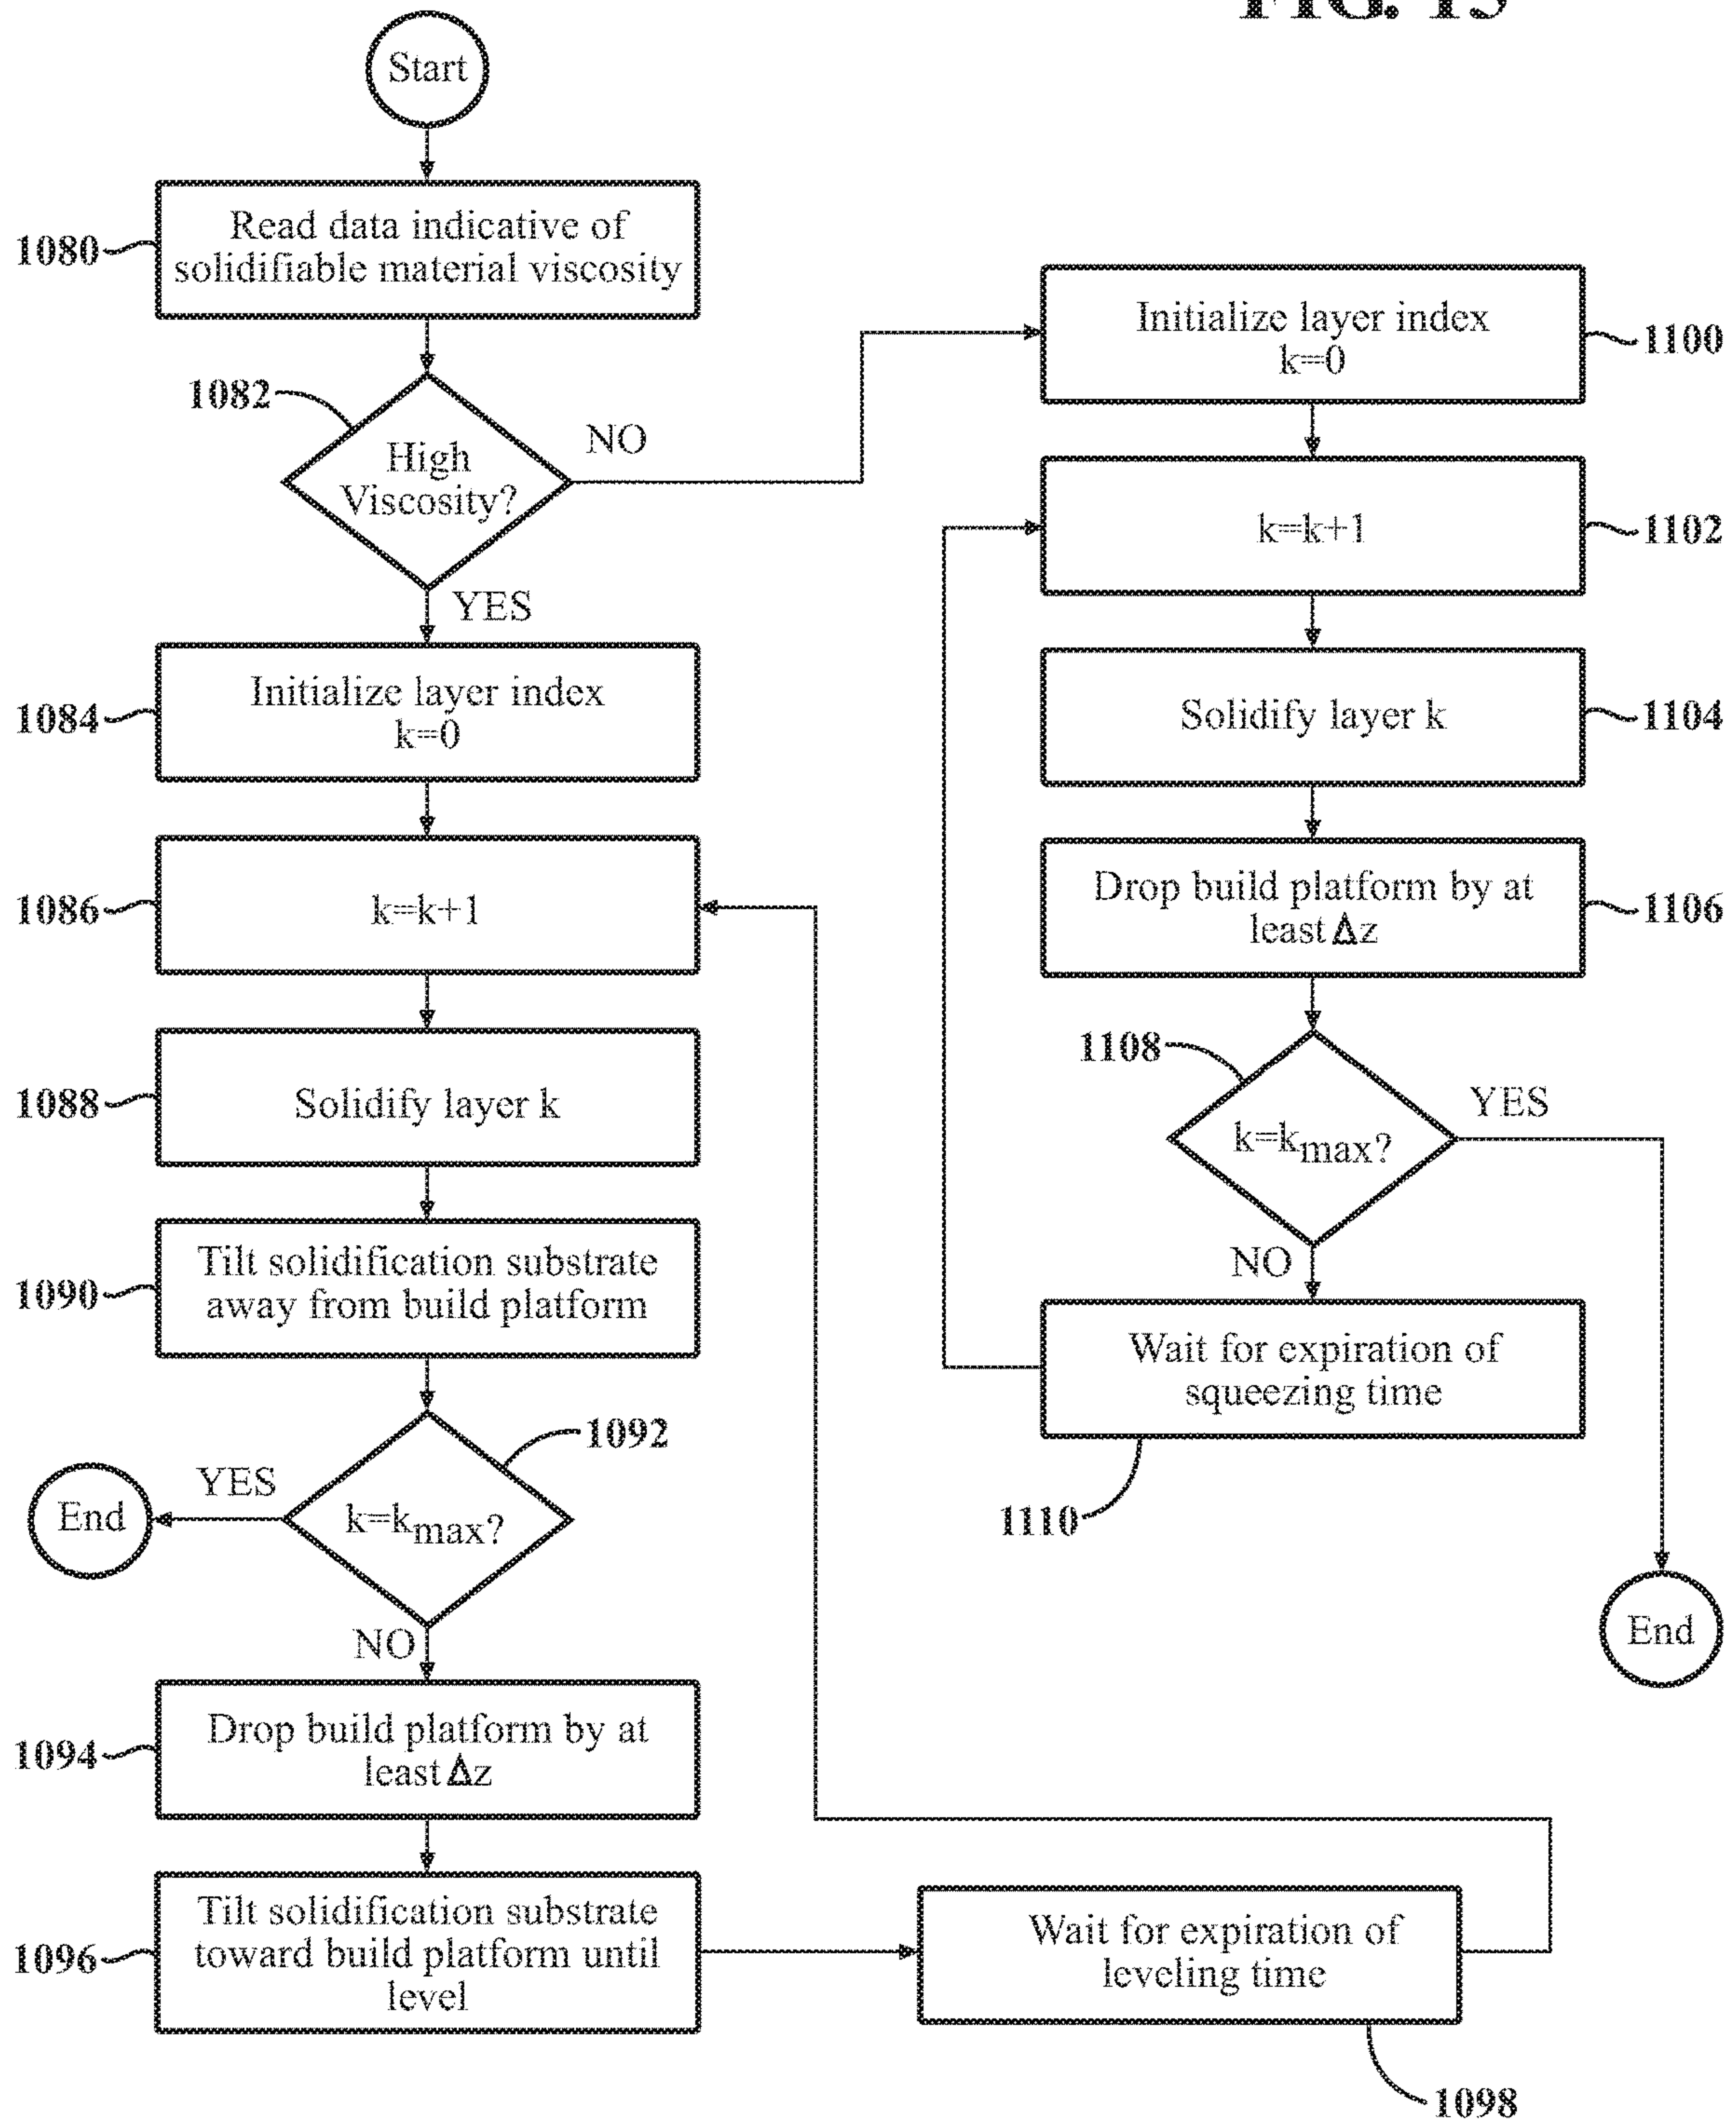 FIG. 15
Start
1080
Read data indicative of
solidifiable material viscosity
1082
High
Viscosity?
NO
YES
1084
Initialize layer index
k=0
1086
k=k+1
1088
Solidify layer k
1090
Tilt solidification substrate
away from build platform
1092
k=kmax?
YES
End
NO
1094
Drop build platform by at
least Δz
1096
Tilt solidification substrate
toward build platform until
level
Wait for expiration of
leveling time
1098
Initialize layer index
k=0
1100
k=k+1
1102
Solidify layer k
1104
Drop build platform by at
least Δz
1106
1108
k=kmax?
YES
NO
Wait for expiration of
squeezing time
1110
End